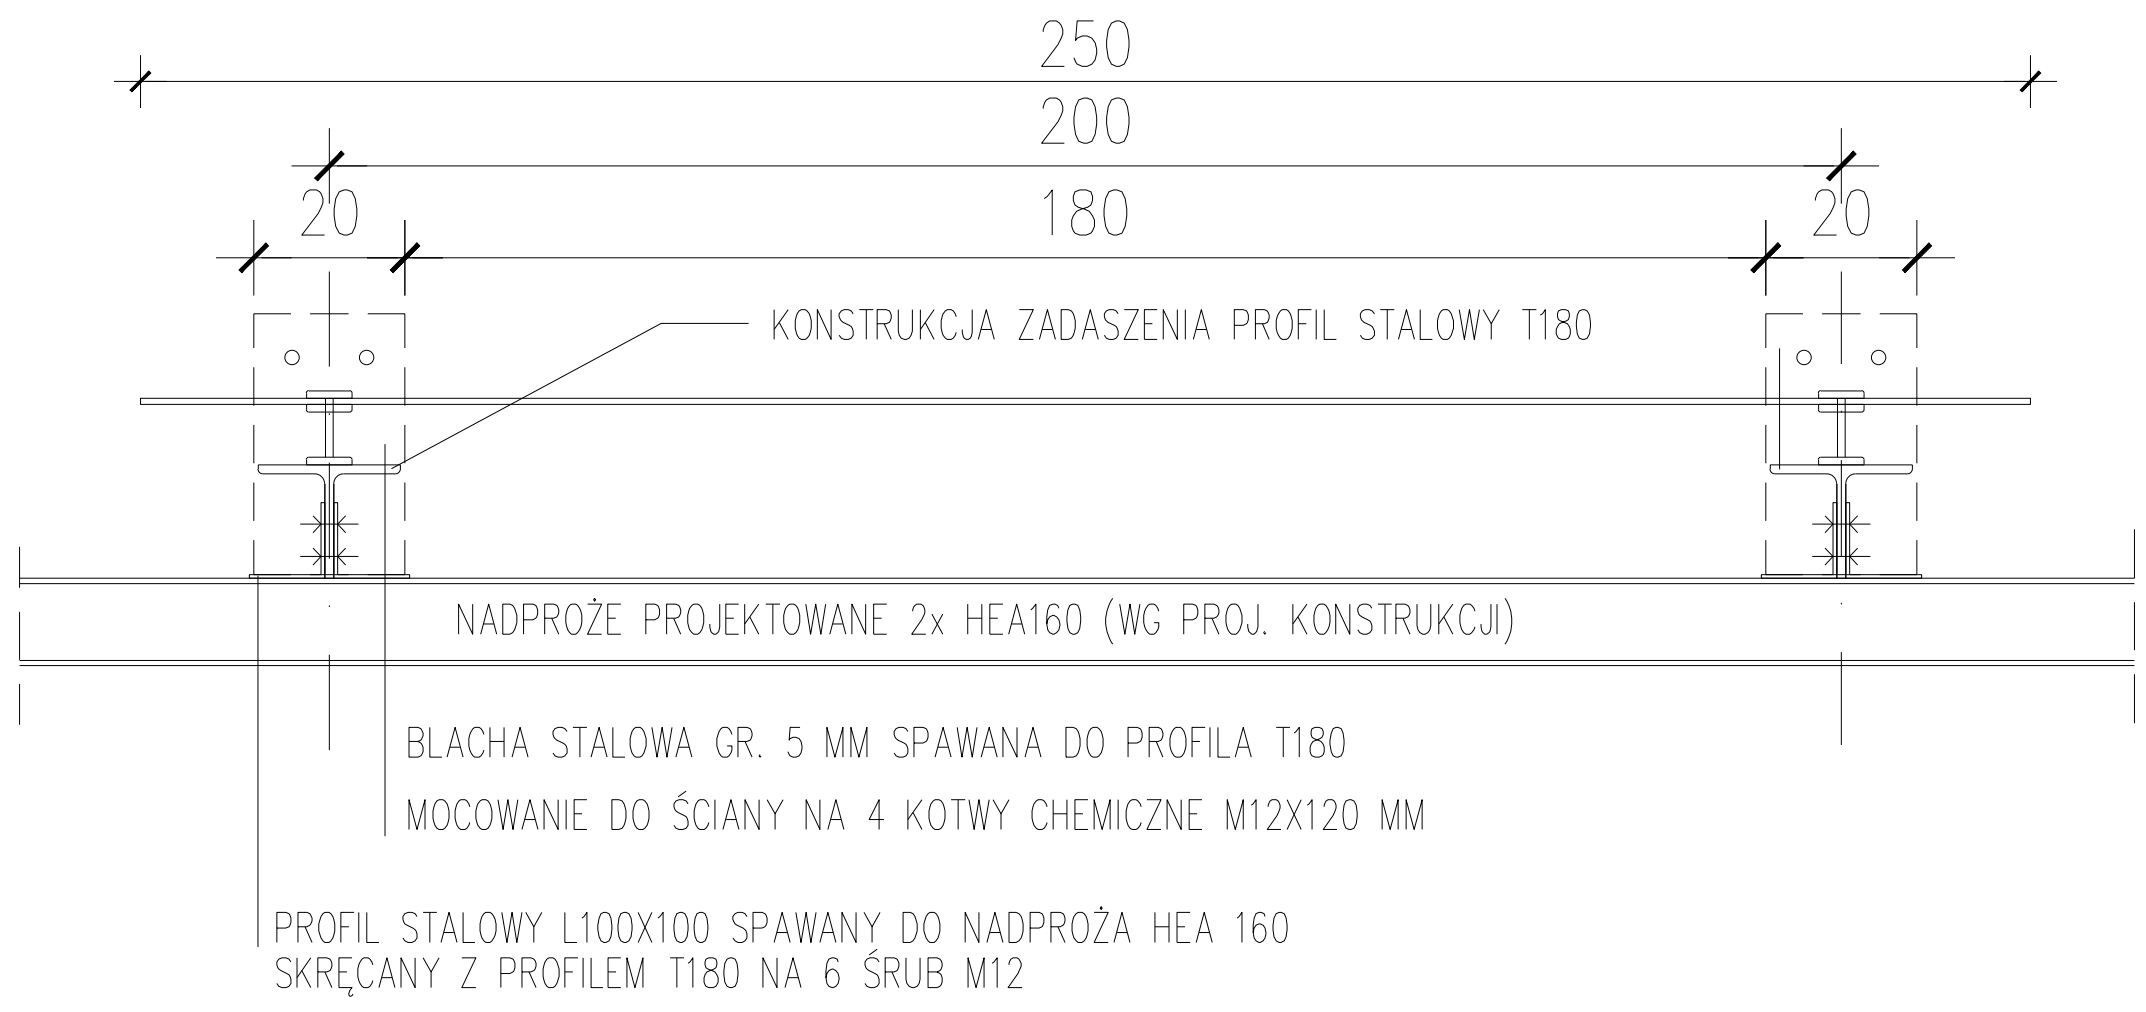 250
200
20
180
20
KONSTRUKCJA ZADASZENIA PROFIL STALOWY T180
NADPROŻE PROJEKTOWANE 2x HEA160 (WG PROJ. KONSTRUKCJI)
BLACHA STALOWA GR. 5 MM SPAWANA DO PROFILA T180
MOCOWANIE DO ŚCIANY NA 4 KOTWY CHEMICZNE M12X120 MM
PROFIL STALOWY L100X100 SPAWANY DO NADPROŻA HEA 160
SKRĘCANY Z PROFILEM T180 NA 6 ŚRUB M12